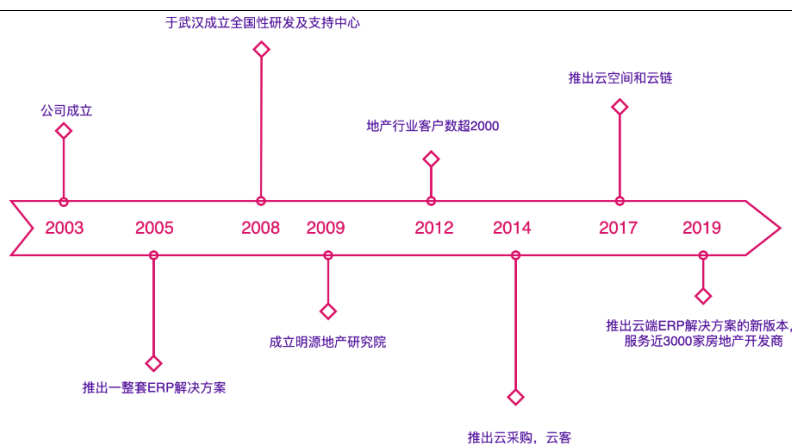 于武汉成立全国性研发及支持中心
推出云空间和云链
公司成立
地产行业客户数超2000
2003
2005
2008
2009
2012
2014
2017
2019
推出云端ERP解决方案的新版本,
服务近3000家房地产开发商
成立明源地产研究院
推出一整套ERP解决方案
推出云采购，云客